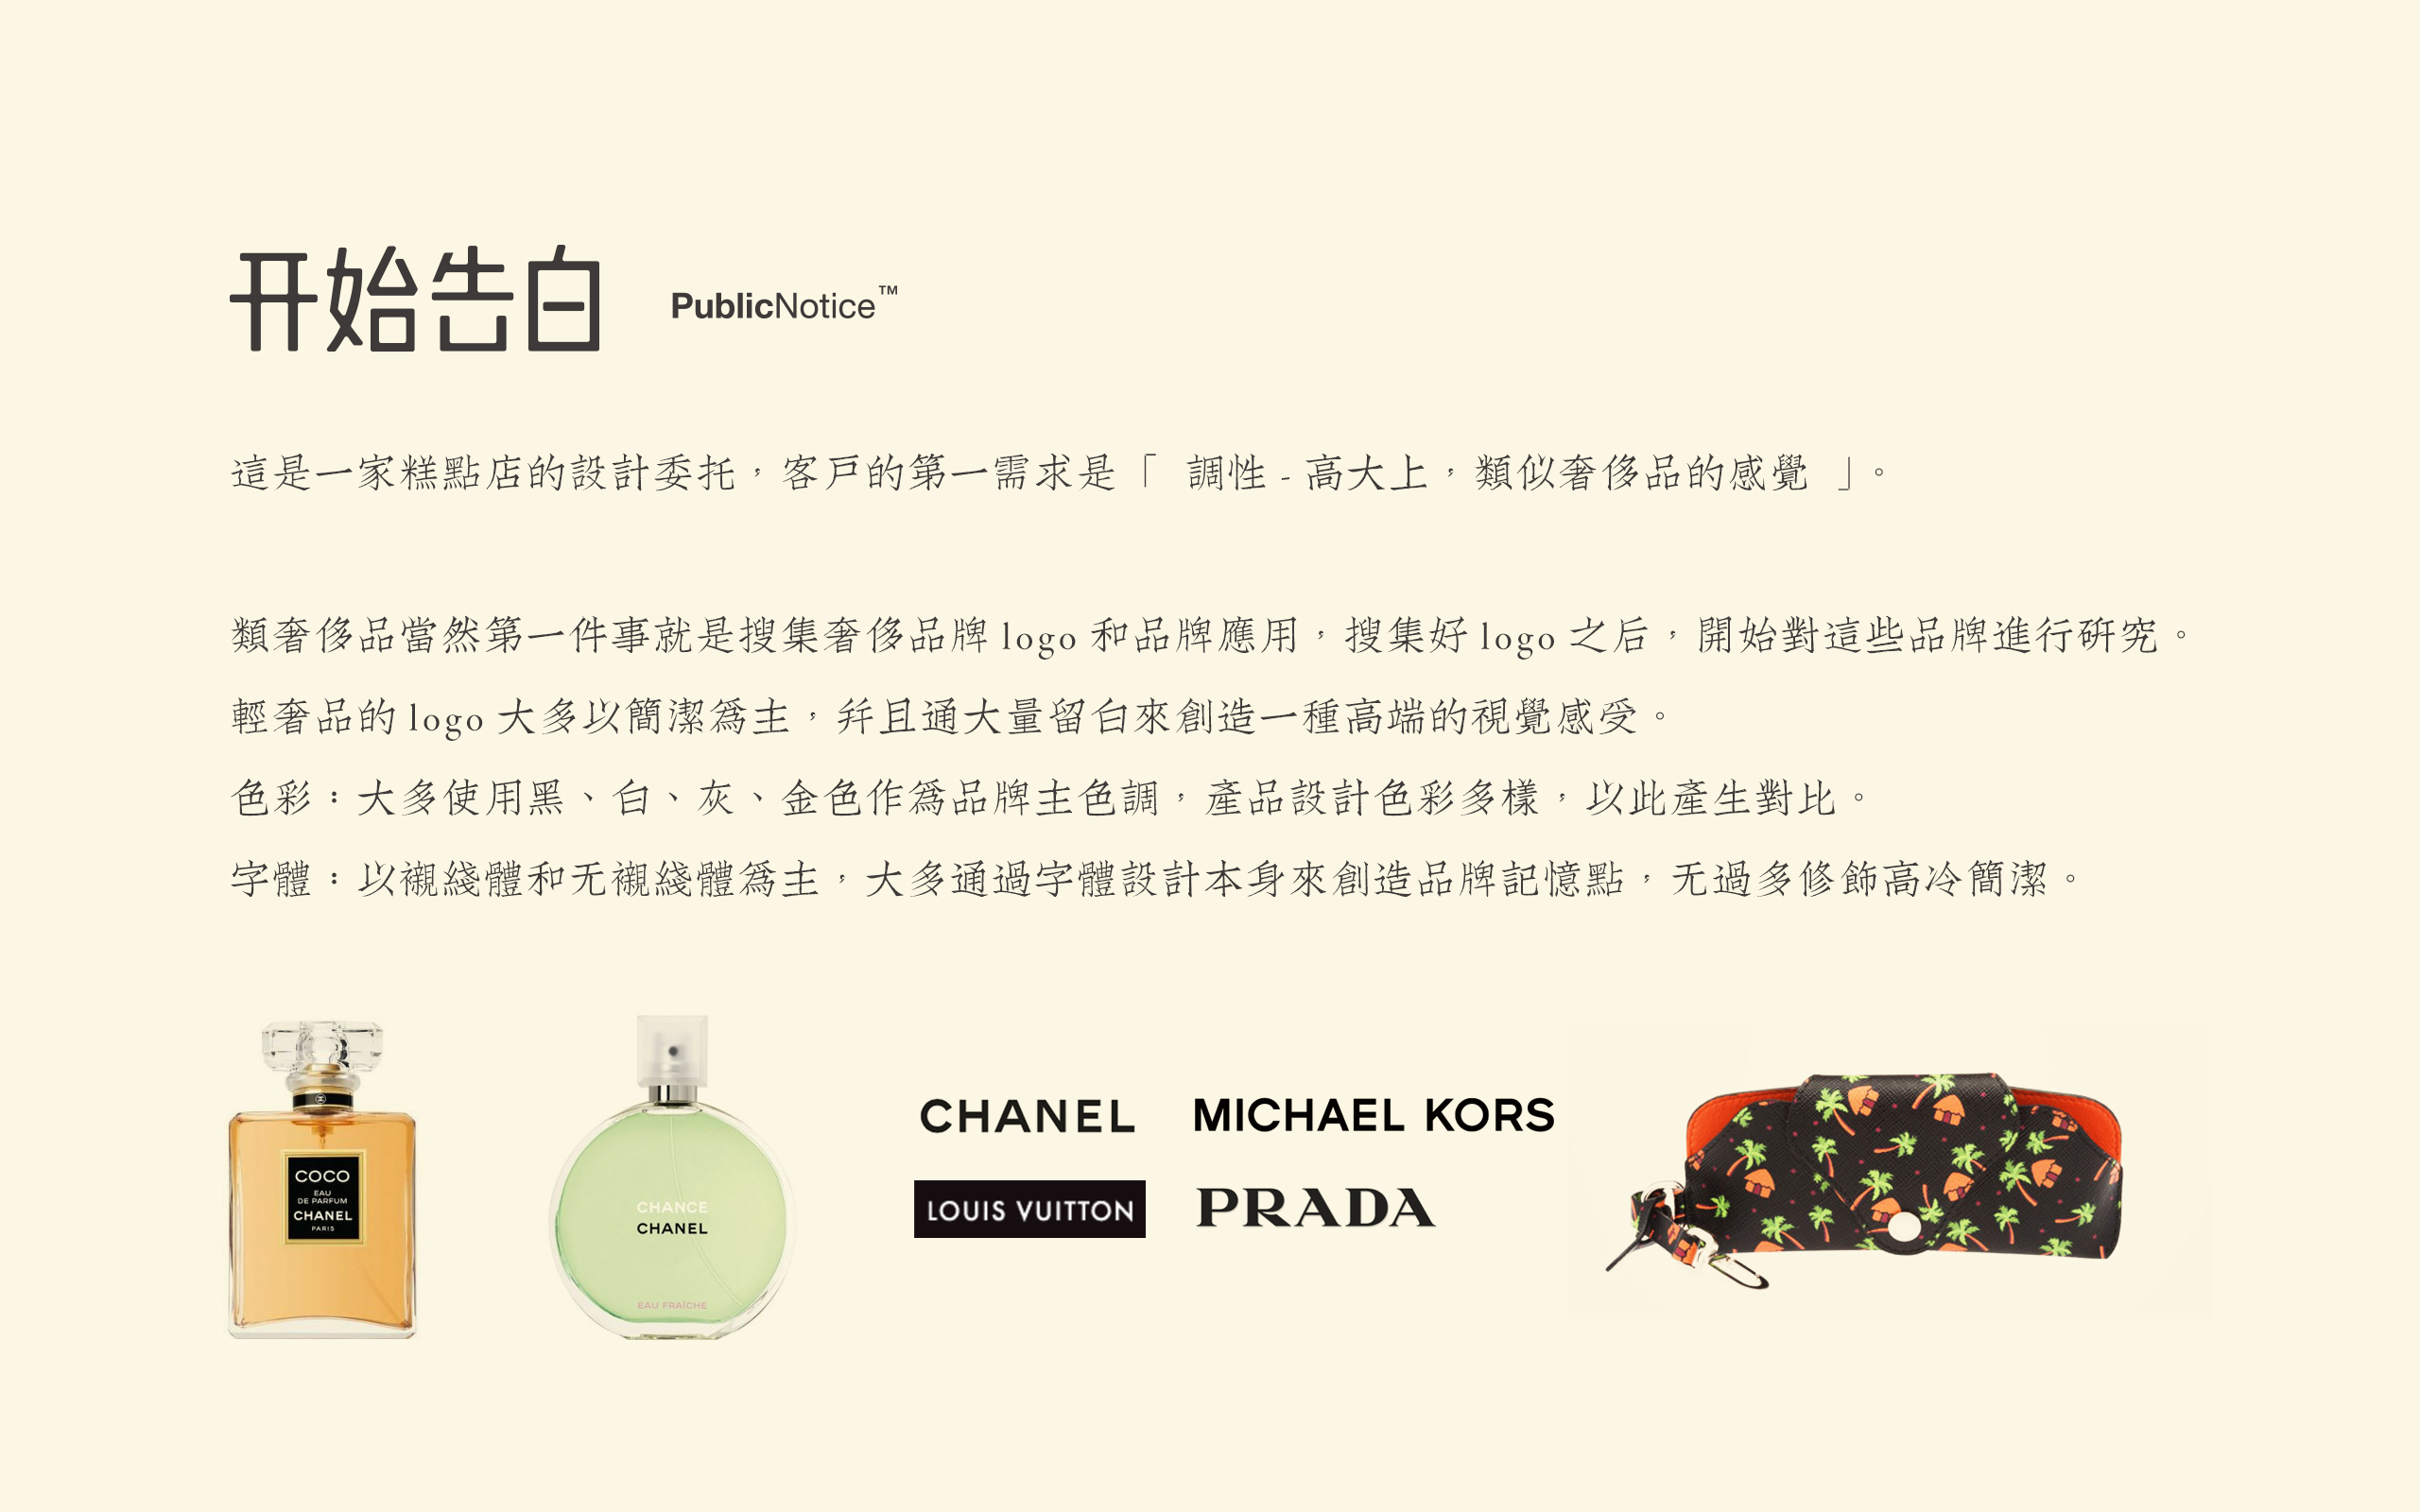 开始告白
PublicNotice™
這是一家糕點店的設計委托，客戸的第一需求是「 調性 - 高大上，類似奢侈品的感覺 」。
類奢侈品當然第一件事就是搜集奢侈品牌 logo 和品牌應用，搜集好 logo 之后，開始對這些品牌進行研究。
輕奢品的 logo 大多以簡潔爲主，幷且通大量留白來創造一種高端的視覺感受。
色彩：大多使用黑、白、灰、金色作爲品牌主色調，產品設計色彩多樣，以此產生對比。
字體：以襯綫體和无襯綫體爲主，大多通過字體設計本身來創造品牌記憶點，无過多修飾高冷簡潔。
COCO
EAU
DE PARFUM
CHANEL
PARIS
CHANCE
CHANEL
EAU FRAÎCHE
CHANEL
MICHAEL KORS
LOUIS VUITTON
PRADA